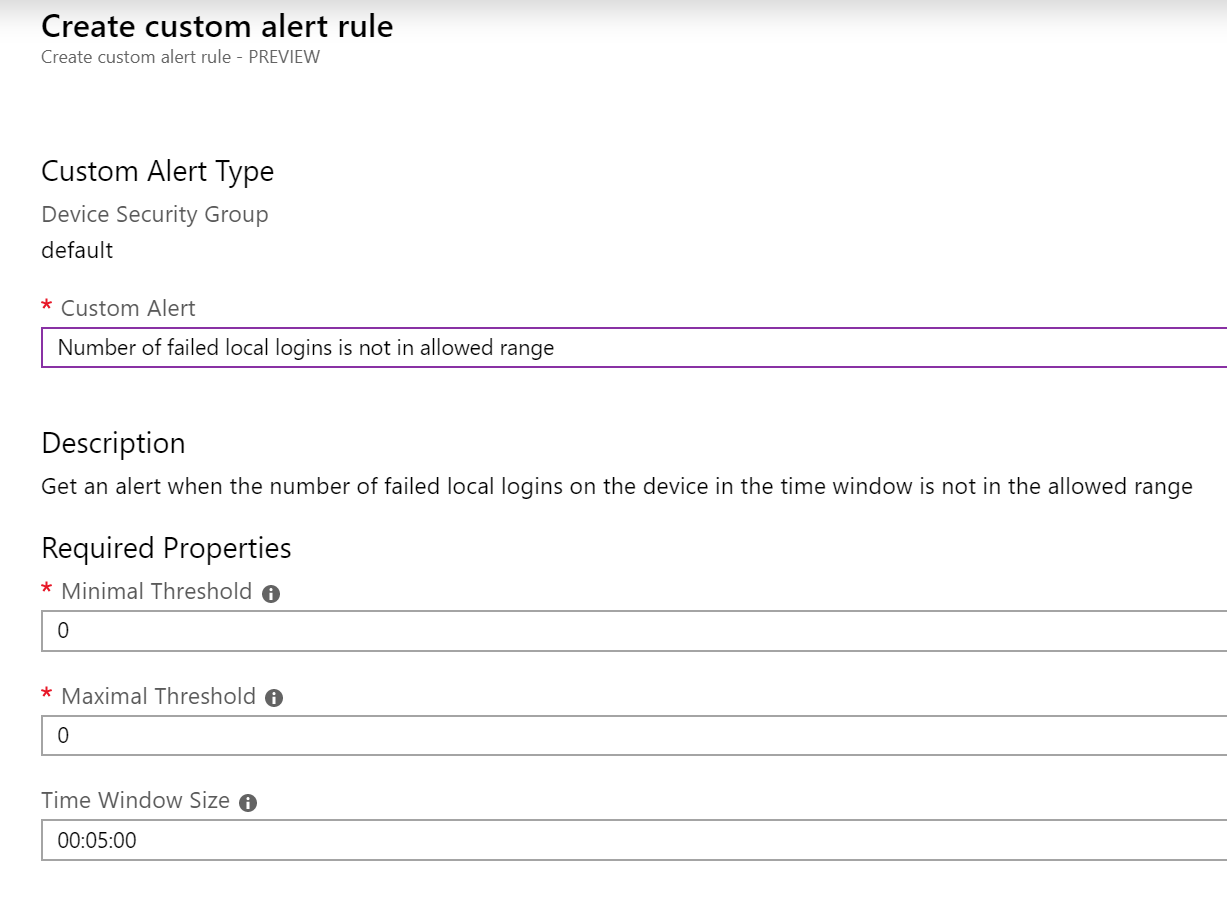 Create custom alert rule
Create custom alert rule - PREVIEW
Custom Alert Type
Device Security Group
default
* Custom Alert
Number of failed local logins is not in allowed range
Description
Get an alert when the number of failed local logins on the device in the time window is not in the allowed range
Required Properties
* Minimal Threshold
0
* Maximal Threshold
0
Time Window Size
00:05:00